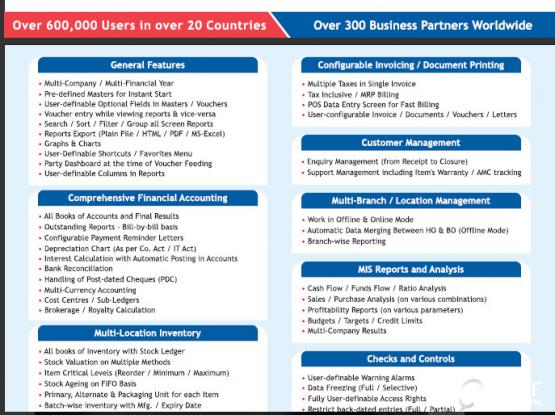 Over 600,000 Users in over 20 Countries
Over 300 Business Partners Worldwide
General Features
• Multi-Company / Multi-Financial Year
• Pre-defined Masters for Instant Start
• User-definable Optional Fields in Masters / Vouchers
• Voucher entry while viewing reports & vice-versa
• Search / Sort / Filter / Group all Screen Reports
• Reports Export (Plain File / HTML / PDF / MS-Excel)
• Graphs & Charts
• User-Definable Shortcuts / Favorites Menu
• Party Dashboard at the time of Voucher Feeding
• User-definable Columns in Reports
Comprehensive Financial Accounting
• All Books of Accounts and Final Results
• Outstanding Reports - Bill-by-bill basis
• Configurable Payment Reminder Letters
• Depreciation Chart (As per Co. Act / IT Act)
• Interest Calculation with Automatic Posting in Accounts
• Bank Reconciliation
• Handling of Post-dated Cheques (PDC)
• Multi-Currency Accounting
• Cost Centres / Sub-Ledgers
• Brokerage / Royalty Calculation
Multi-Location Inventory
• All books of Inventory with Stock Ledger
• Stock Valuation on Multiple Methods
• Item Critical Levels (Reorder / Minimum / Maximum)
• Stock Ageing on FIFO Basis
• Primary, Alternate & Packaging Unit for each Item
• Batch-wise Inventory with Mfg. / Expiry Date
Configurable Invoicing / Document Printing
• Multiple Taxes in Single Invoice
• Tax Inclusive / MRP Billing
• POS Data Entry Screen for Fast Billing
• User-configurable Invoice / Documents / Vouchers / Letters
Customer Management
• Enquiry Management (from Receipt to Closure)
• Support Management including Item's Warranty / AMC tracking
Multi-Branch / Location Management
• Work in Offline & Online Mode
• Automatic Data Merging Between HO & BO (Offline Mode)
• Branch-wise Reporting
MIS Reports and Analysis
• Cash Flow / Funds Flow / Ratio Analysis
• Sales / Purchase Analysis (on various combinations)
• Profitability Reports (on various parameters)
• Budgets / Targets / Credit Limits
• Multi-Company Results
Checks and Controls
• User-definable Warning Alarms
• Data Freezing (Full / Selective)
• Fully User-definable Access Rights
• Restrict back-dated entries (Full / Partial)